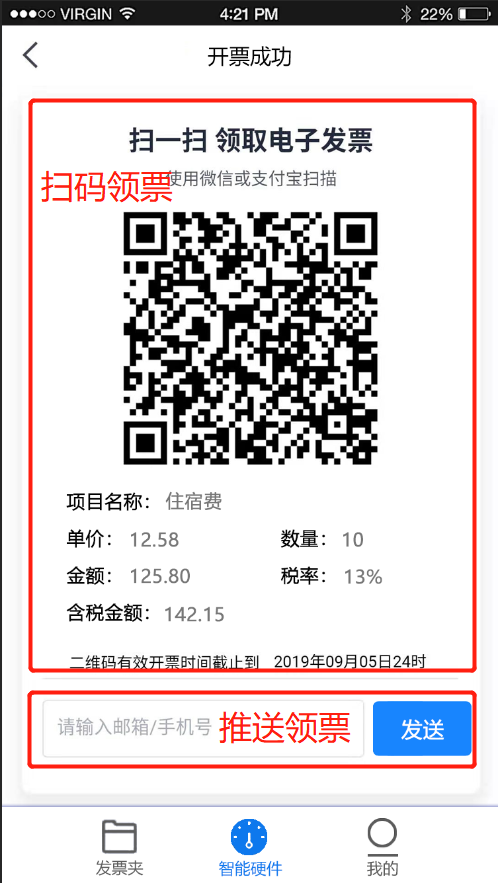 VIRGIN 4:21 PM 22%
开票成功
扫一扫 领取电子发票
扫码领票
使用微信或支付宝扫描
项目名称： 住宿费
单价： 12.58 数量： 10
金额： 125.80 税率： 13%
含税金额： 142.15
二维码有效开票时间截止到 2019年09月05日24时
请输入邮箱/手机号 推送领票 发送
发票夹 智能硬件 我的